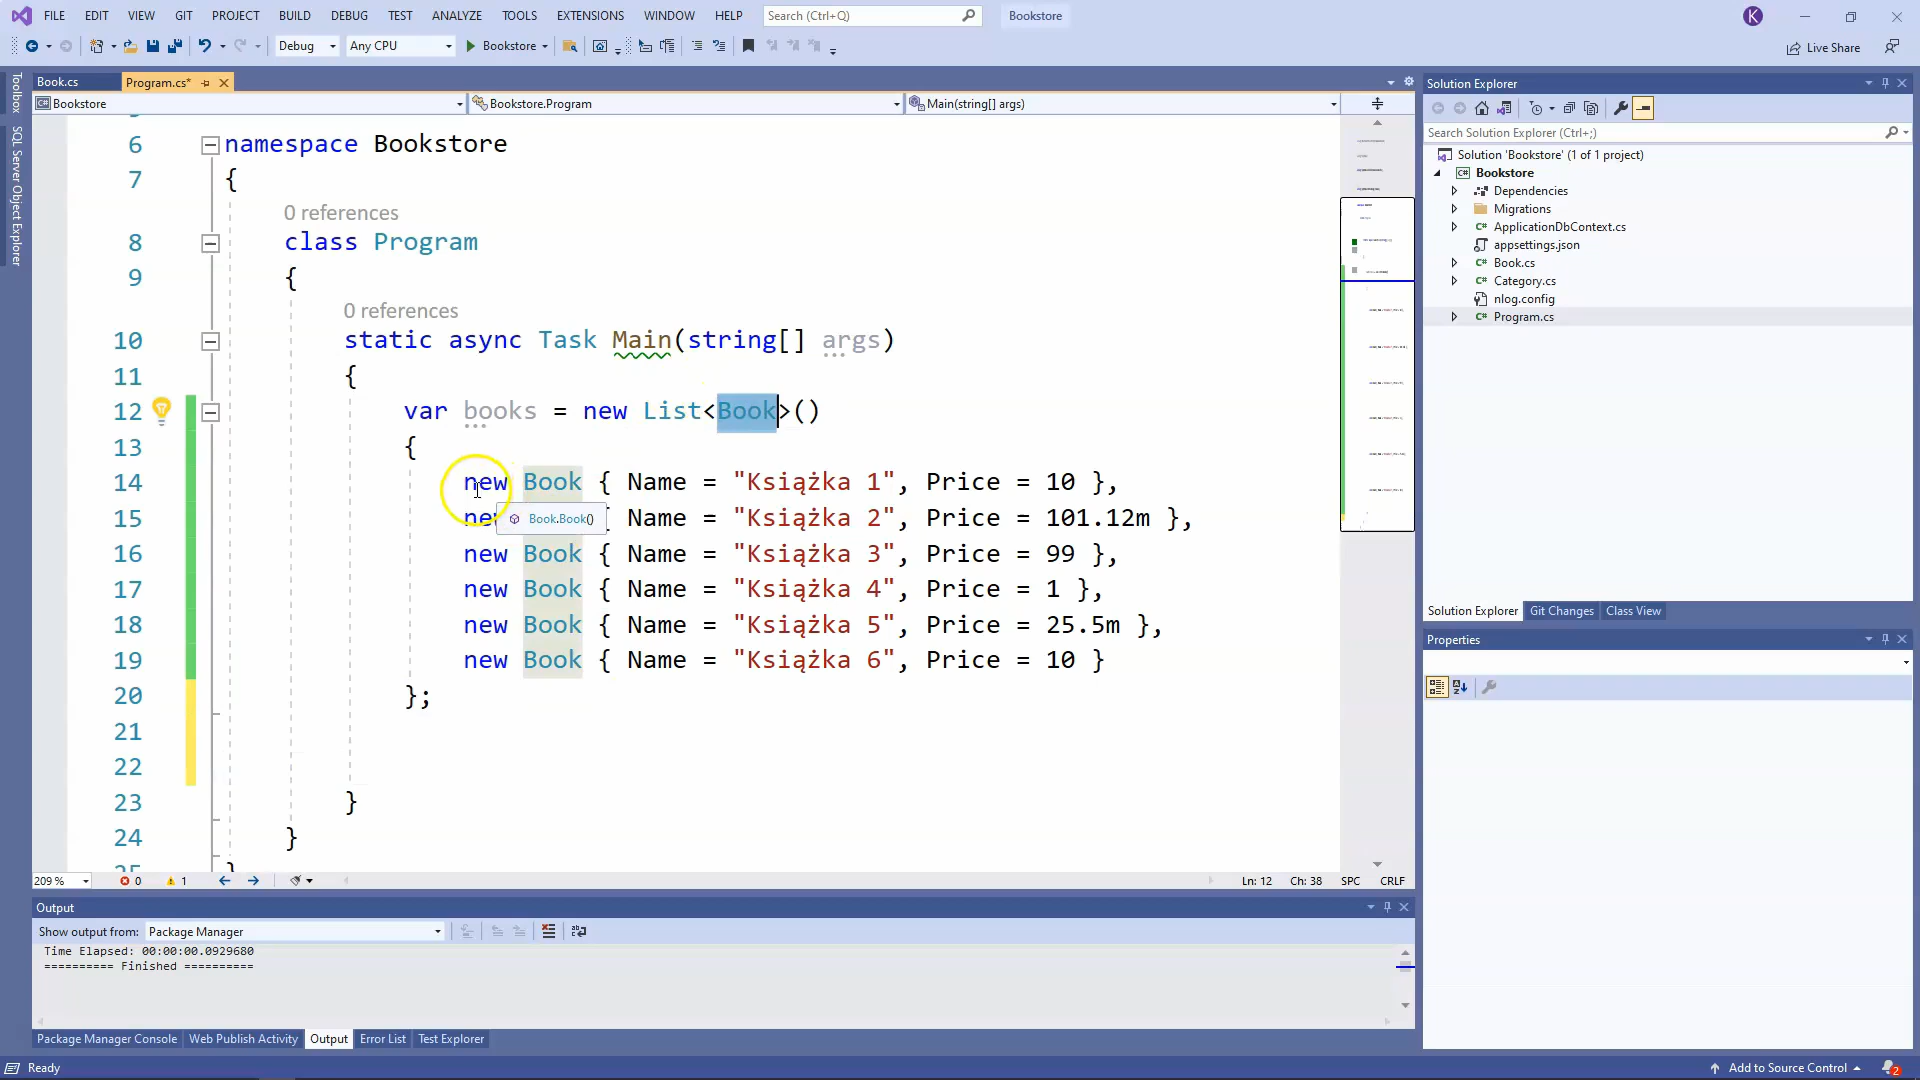 FILE EDIT VIEW GIT PROJECT BUILD DEBUG TEST ANALYZE TOOLS EXTENSIONS WINDOW HELP Search (Ctrl+Q) Bookstore K
Debug Any CPU Bookstore Live Share
Toolbox
SQL Server Object Explorer
Book.cs Program.cs*
Bookstore Bookstore.Program Main(string[] args)
6 namespace Bookstore
7 {
0 references
8 class Program
9 {
0 references
10 static async Task Main(string[] args)
11 {
12 var books = new List<Book>()
13 {
14 new Book { Name = "Książka 1", Price = 10 },
Book.Book()
15 new { Name = "Książka 2", Price = 101.12m },
16 new Book { Name = "Książka 3", Price = 99 },
17 new Book { Name = "Książka 4", Price = 1 },
18 new Book { Name = "Książka 5", Price = 25.5m },
19 new Book { Name = "Książka 6", Price = 10 }
20 };
21
22
23 }
24 }
25 }
209 % 0 1 Ln: 12 Ch: 38 SPC CRLF
Output
Show output from: Package Manager
Time Elapsed: 00:00:00.0929680
========== Finished ==========
Package Manager Console Web Publish Activity Output Error List Test Explorer
Solution Explorer
Search Solution Explorer (Ctrl+;)
Solution 'Bookstore' (1 of 1 project)
Bookstore
Dependencies
Migrations
ApplicationDbContext.cs
appsettings.json
Book.cs
Category.cs
nlog.config
Program.cs
Solution Explorer Git Changes Class View
Properties
Ready Add to Source Control 2